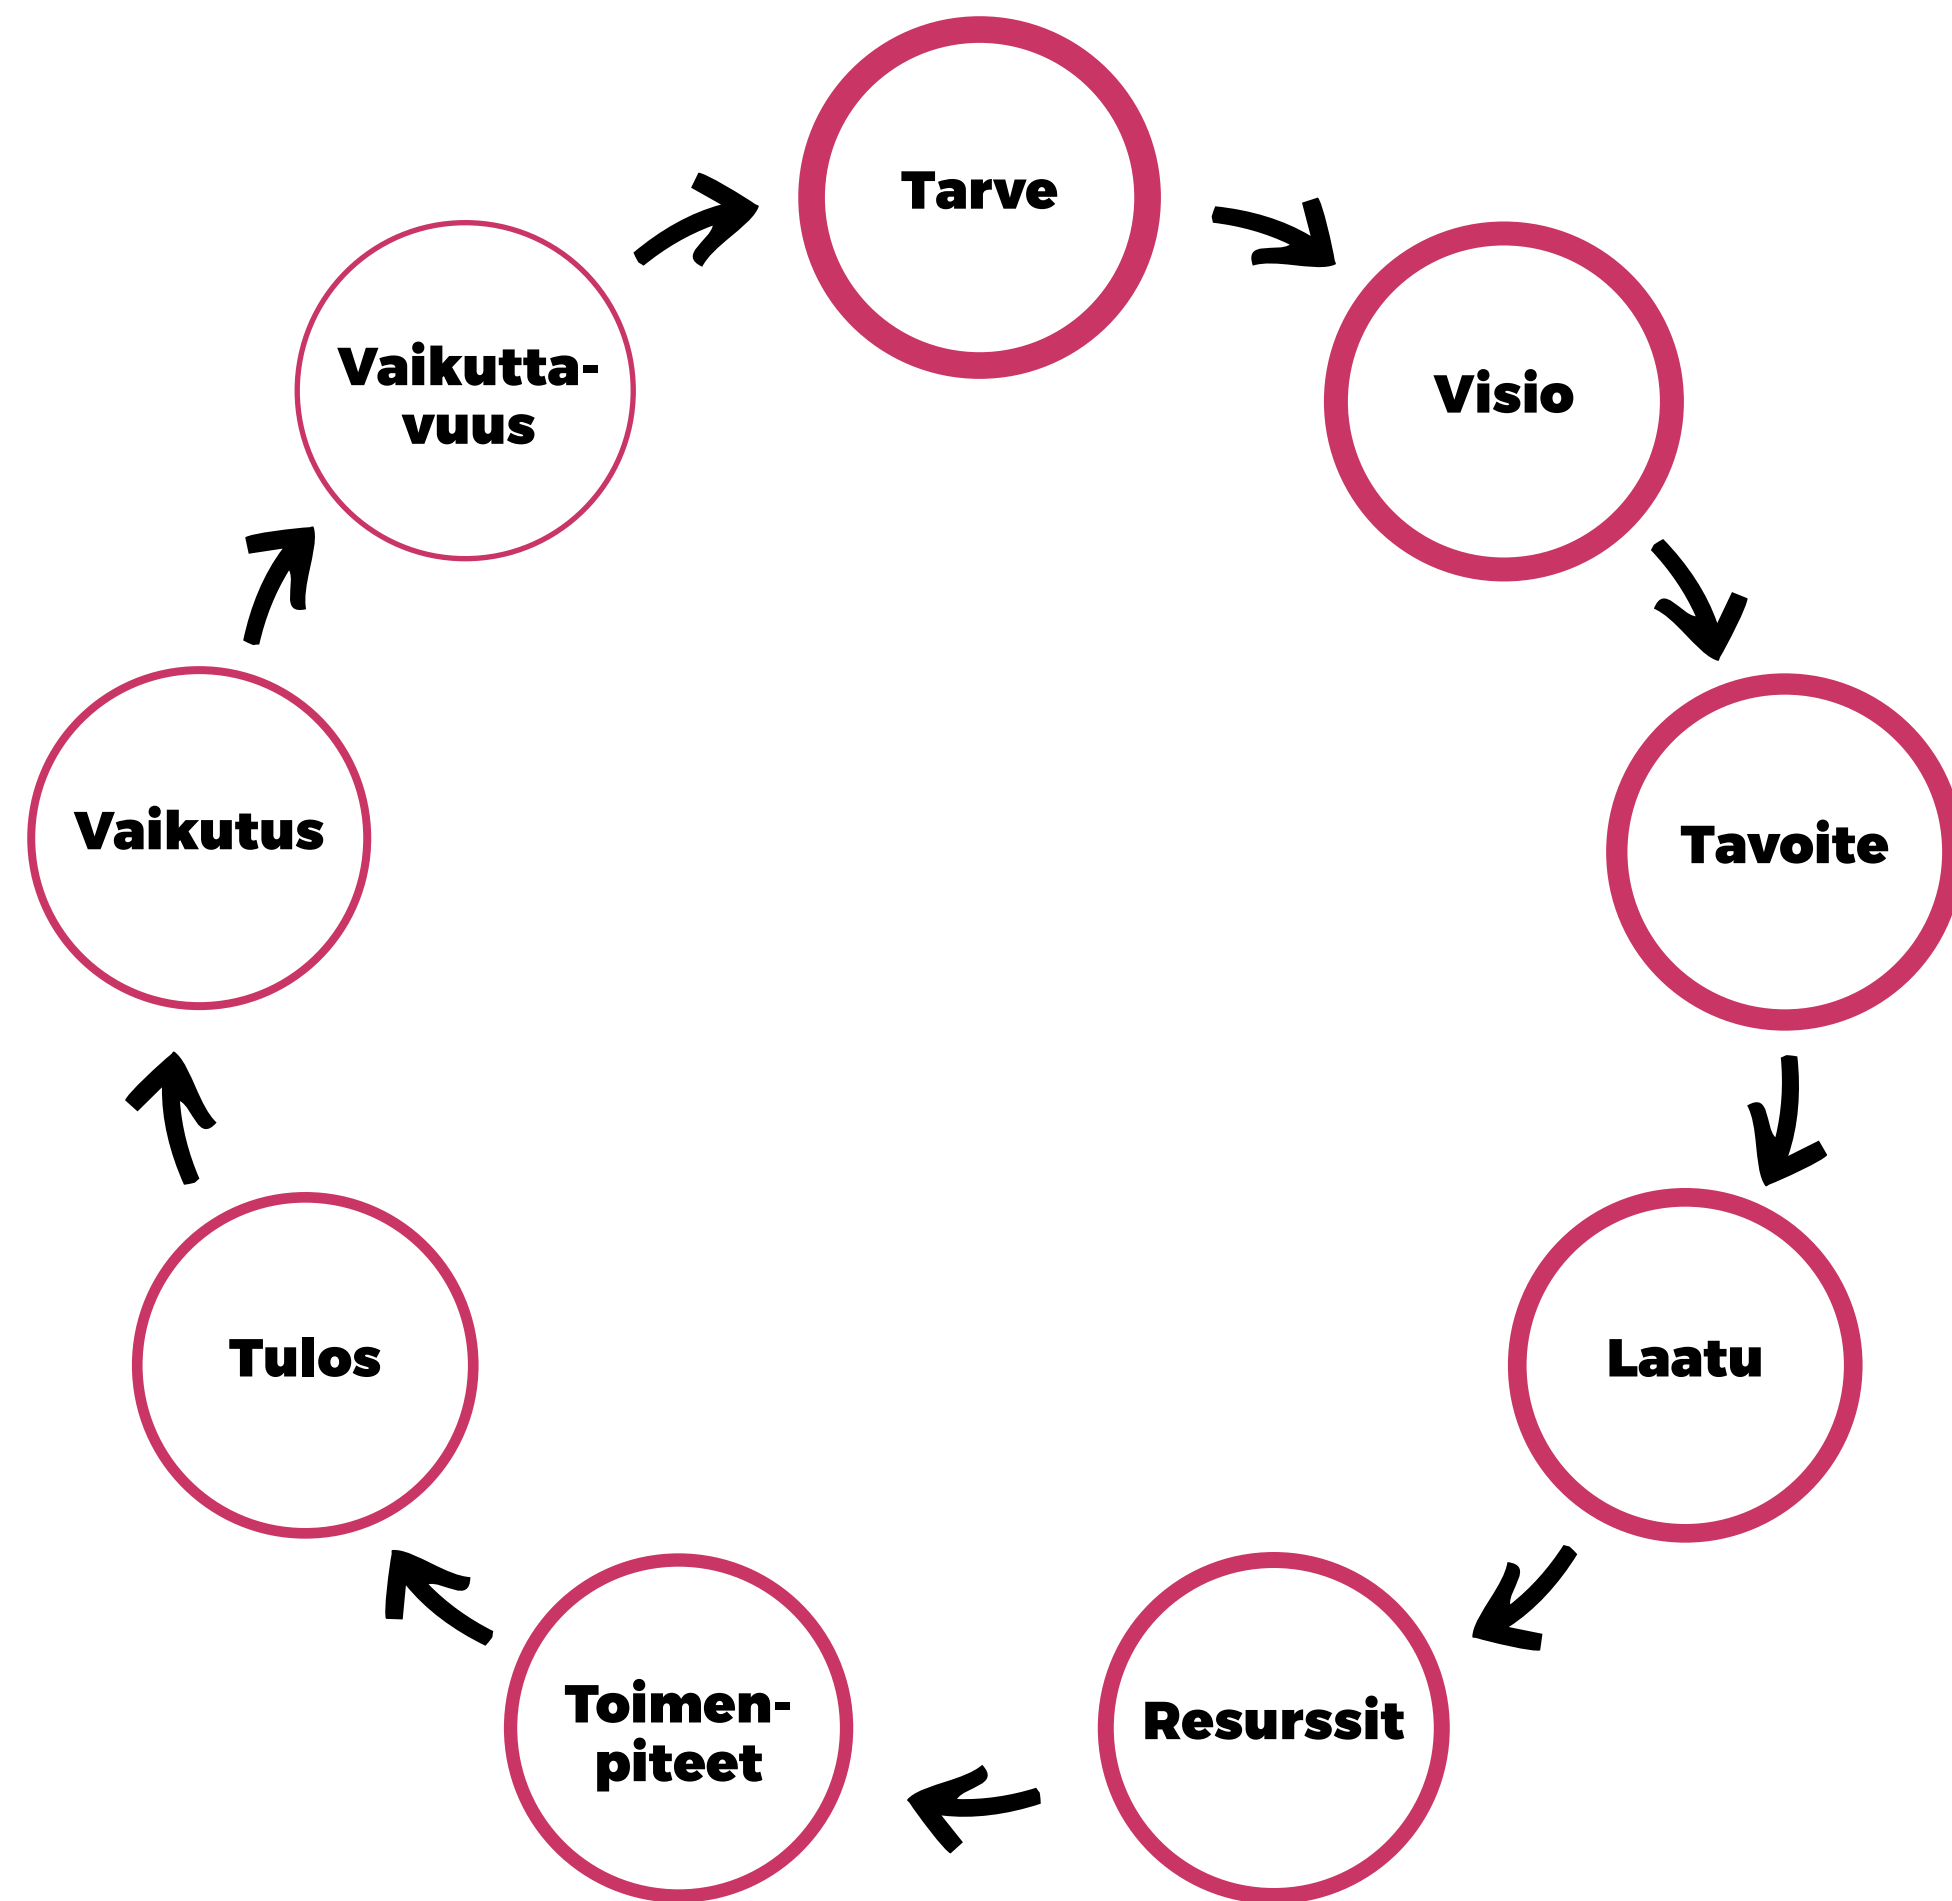 Tarve
Visio
Tavoite
Laatu
Resurssit
Toimen-
piteet
Tulos
Vaikutus
Vaikutta-
vuus